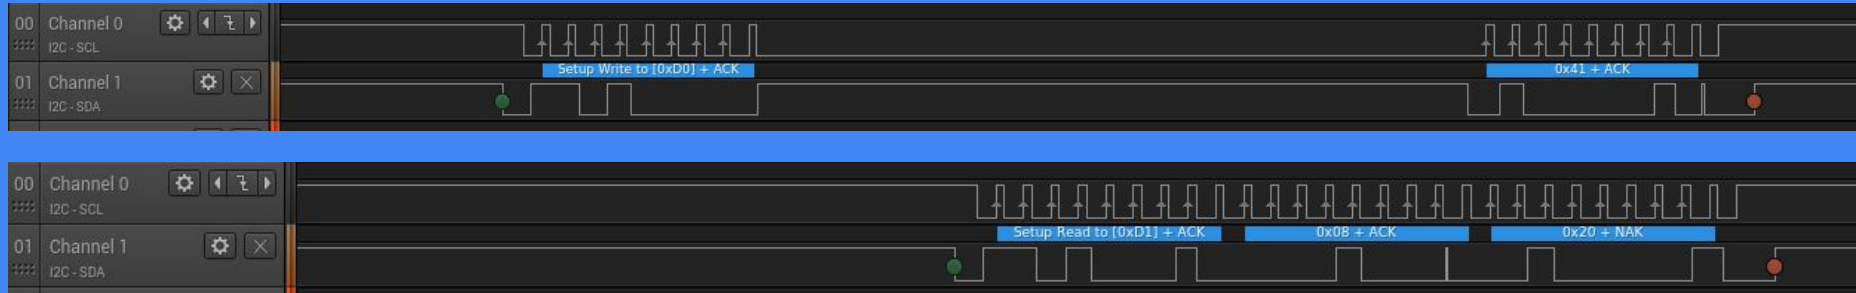 00 Channel 0
I2C - SCL
Setup Write to [0xD0] + ACK
0x41 + ACK
01 Channel 1
I2C - SDA
00 Channel 0
I2C - SCL
Setup Read to [0xD1] + ACK
0x08 + ACK
0x20 + NAK
01 Channel 1
I2C - SDA